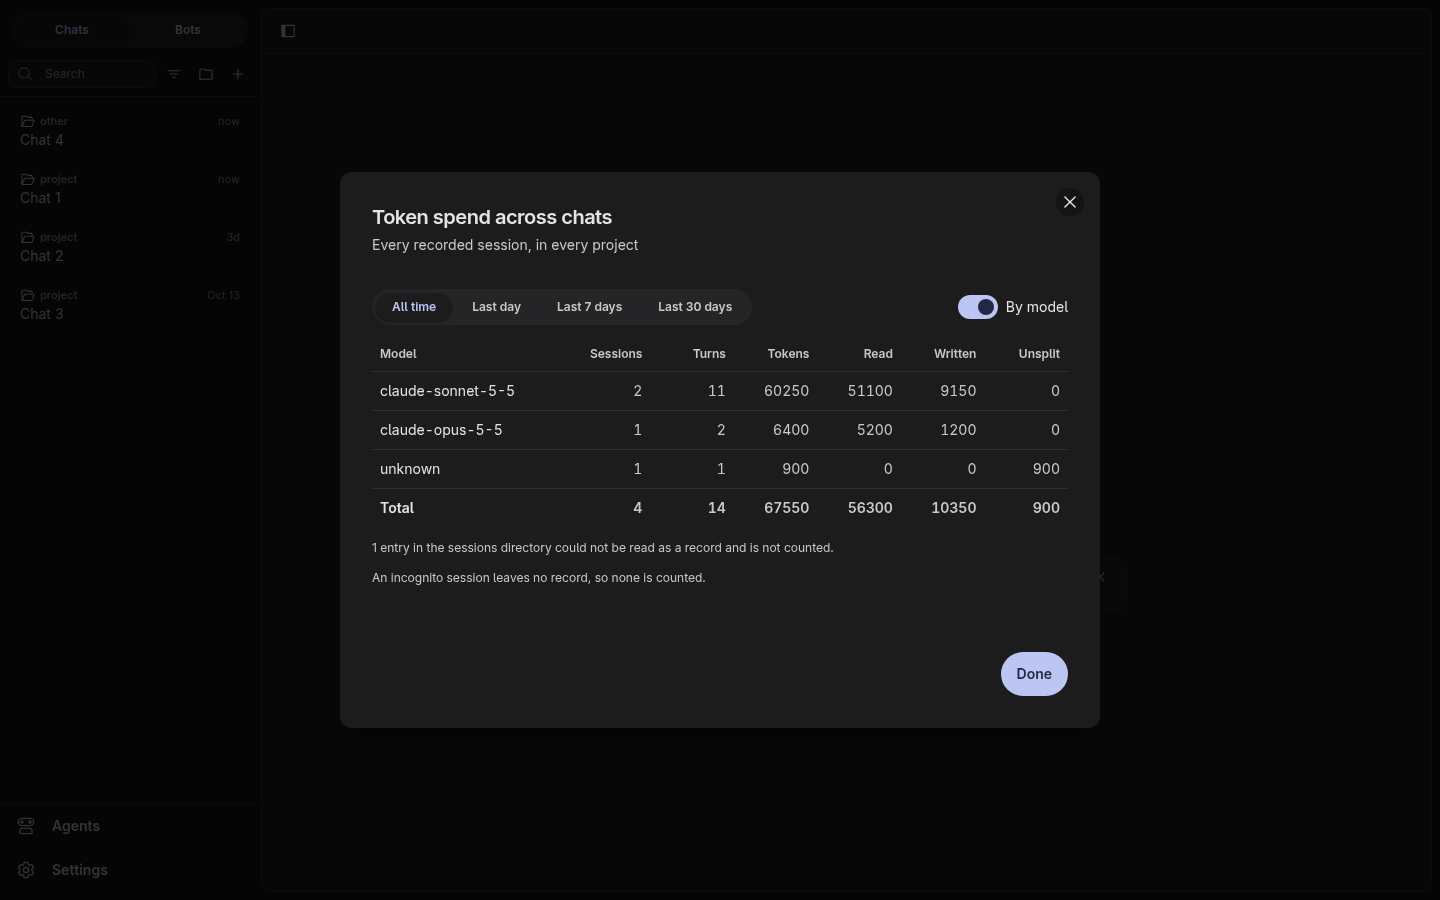 Chats Bots
Search
other now
Chat 4
project now
Chat 1
project 3d
Chat 2
project Oct 13
Chat 3
Agents
Settings
Token spend across chats
Every recorded session, in every project
All time Last day Last 7 days Last 30 days By model
Model Sessions Turns Tokens Read Written Unsplit
claude-sonnet-5-5 2 11 60250 51100 9150 0
claude-opus-5-5 1 2 6400 5200 1200 0
unknown 1 1 900 0 0 900
Total 4 14 67550 56300 10350 900
1 entry in the sessions directory could not be read as a record and is not counted.
An incognito session leaves no record, so none is counted.
Done